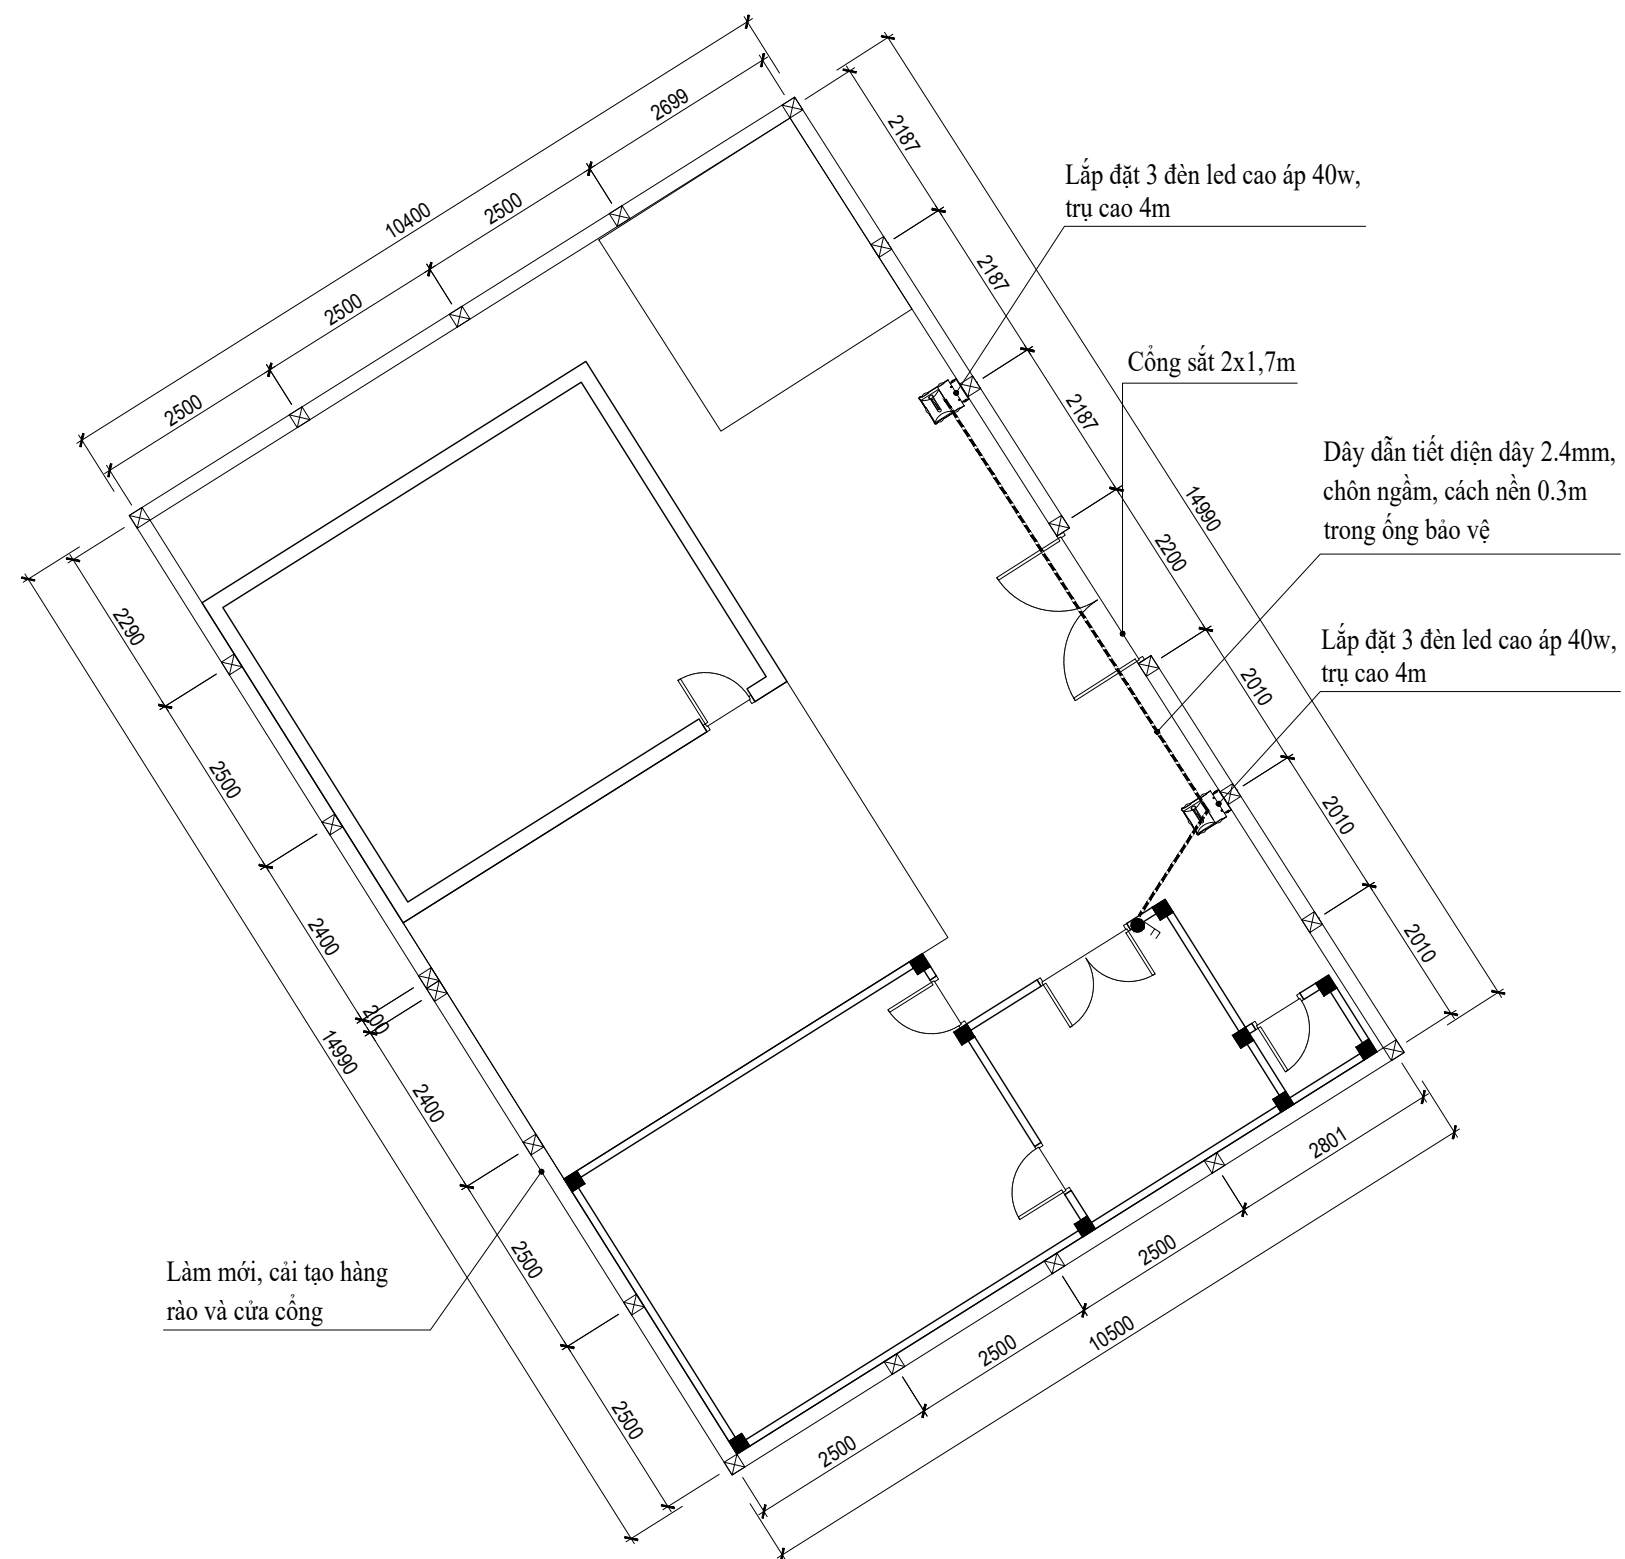 2699
10400
2500
2500
2500
2187
2187
2187
14990
2200
2010
2010
2010
Lắp đặt 3 đèn led cao áp 40w,
trụ cao 4m
Cổng sắt 2x1,7m
Dây dẫn tiết diện dây 2.4mm,
chôn ngầm, cách nền 0.3m
trong ống bảo vệ
Lắp đặt 3 đèn led cao áp 40w,
trụ cao 4m
2290
2500
2400
200
14990
2400
2500
2500
Làm mới, cải tạo hàng
rào và cửa cổng
2801
2500
10500
2500
2500
E